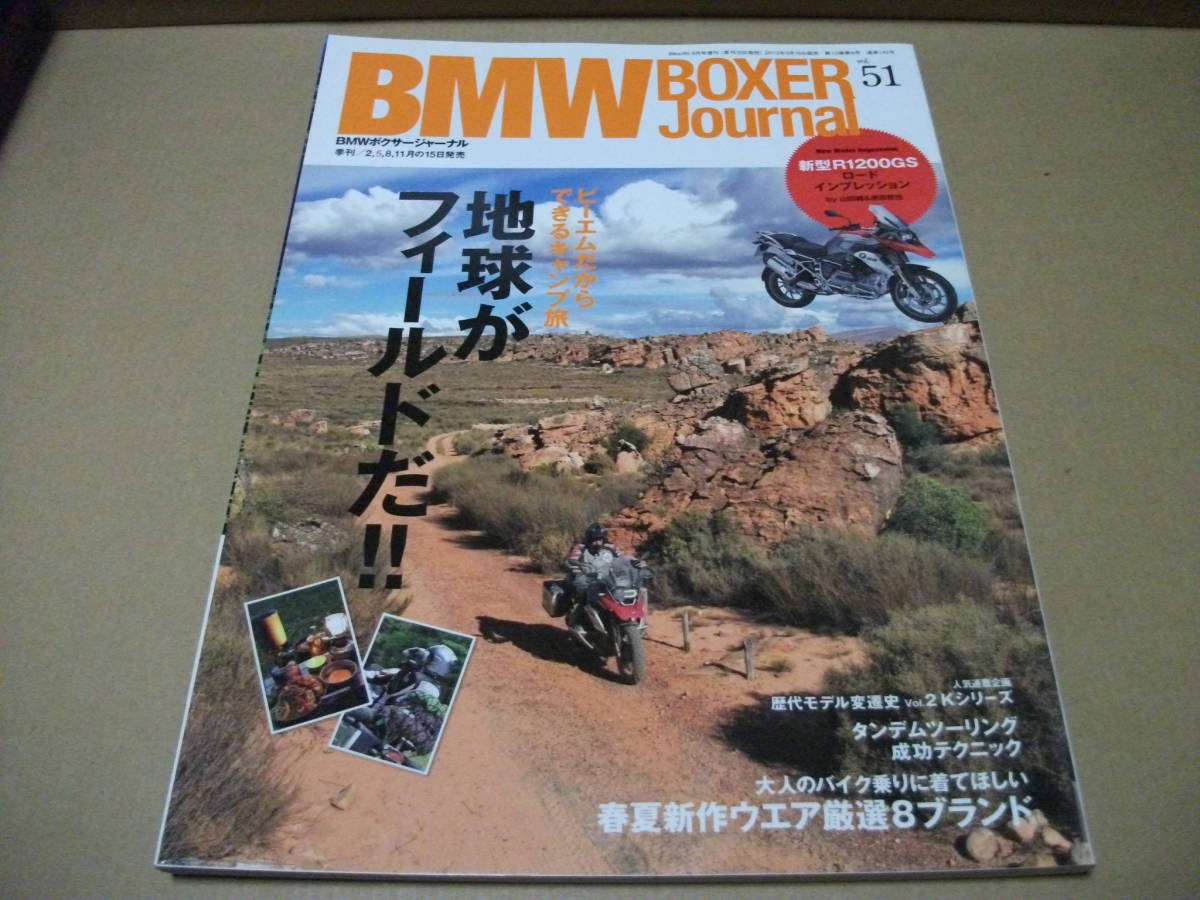 BMW BOXER
Journal
vol.
51
BMWボクサージャーナル
季刊／2,5,8,11月の15日発売
New Model Impression
新型R1200GS
ロード
インプレッション
ビーエムだから
できるキャンプ旅
地球が
フィールドだ!!
人気連載企画
歴代モデル変遷史 Vol.2 Kシリーズ
タンデムツーリング
成功テクニック
大人のバイク乗りに着てほしい
春夏新作ウエア厳選8ブランド